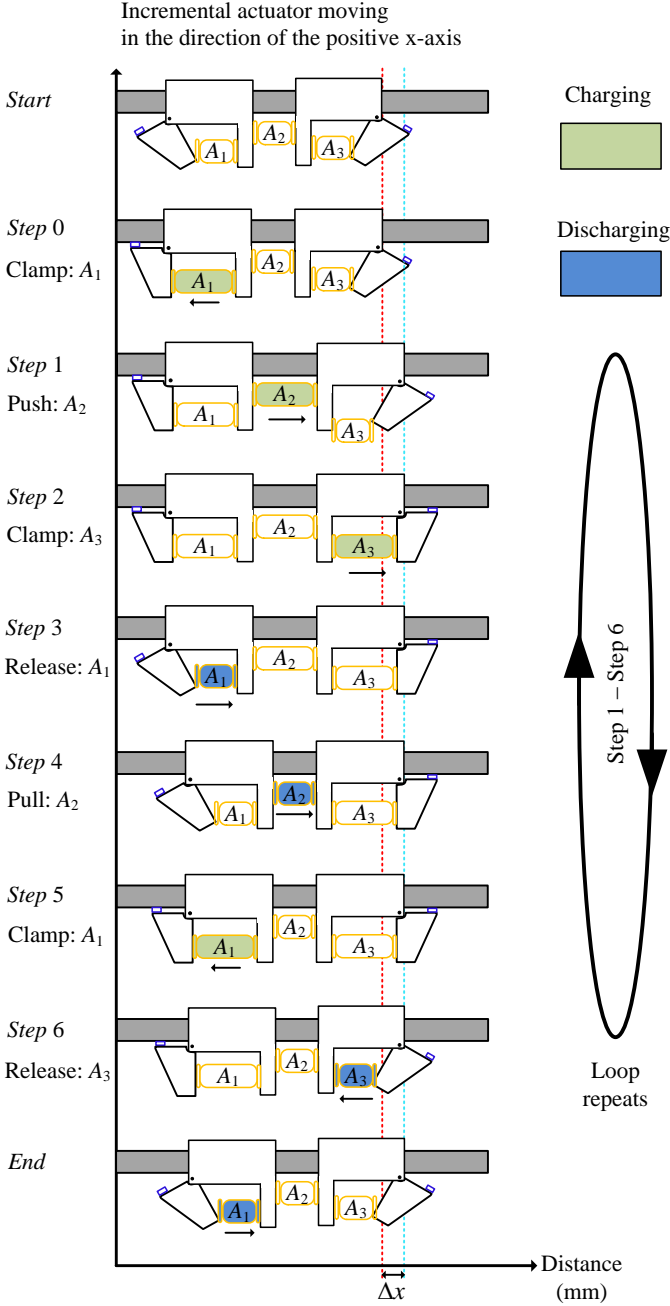 Incremental actuator moving
in the direction of the positive x-axis
Start
A1
A2
A3
Charging
Discharging
Step 0
Clamp: A1
A1
A2
A3
Step 1
Push: A2
A1
A2
A3
Step 2
Clamp: A3
A1
A2
A3
Step 3
Release: A1
A1
A2
A3
Step 4
Pull: A2
A1
A2
A3
Step 5
Clamp: A1
A1
A2
A3
Step 6
Release: A3
A1
A2
A3
Step 1 – Step 6
Loop
repeats
End
A1
A2
A3
Δx
Distance
(mm)